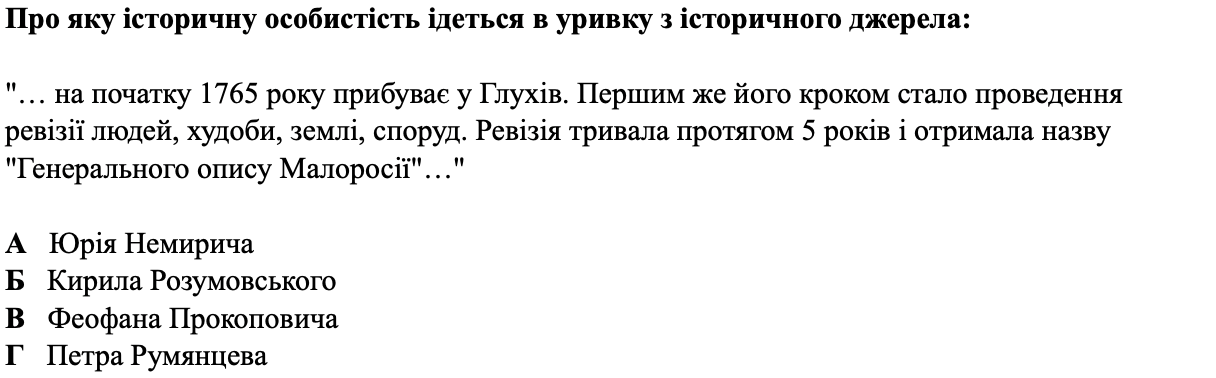 Про яку історичну особистість ідеться в уривку з історичного джерела:
"… на початку 1765 року прибуває у Глухів. Першим же його кроком стало проведення
ревізії людей, худоби, землі, споруд. Ревізія тривала протягом 5 років і отримала назву
"Генерального опису Малоросії"…"
А Юрія Немирича
Б Кирила Розумовського
В Феофана Прокоповича
Г Петра Румянцева